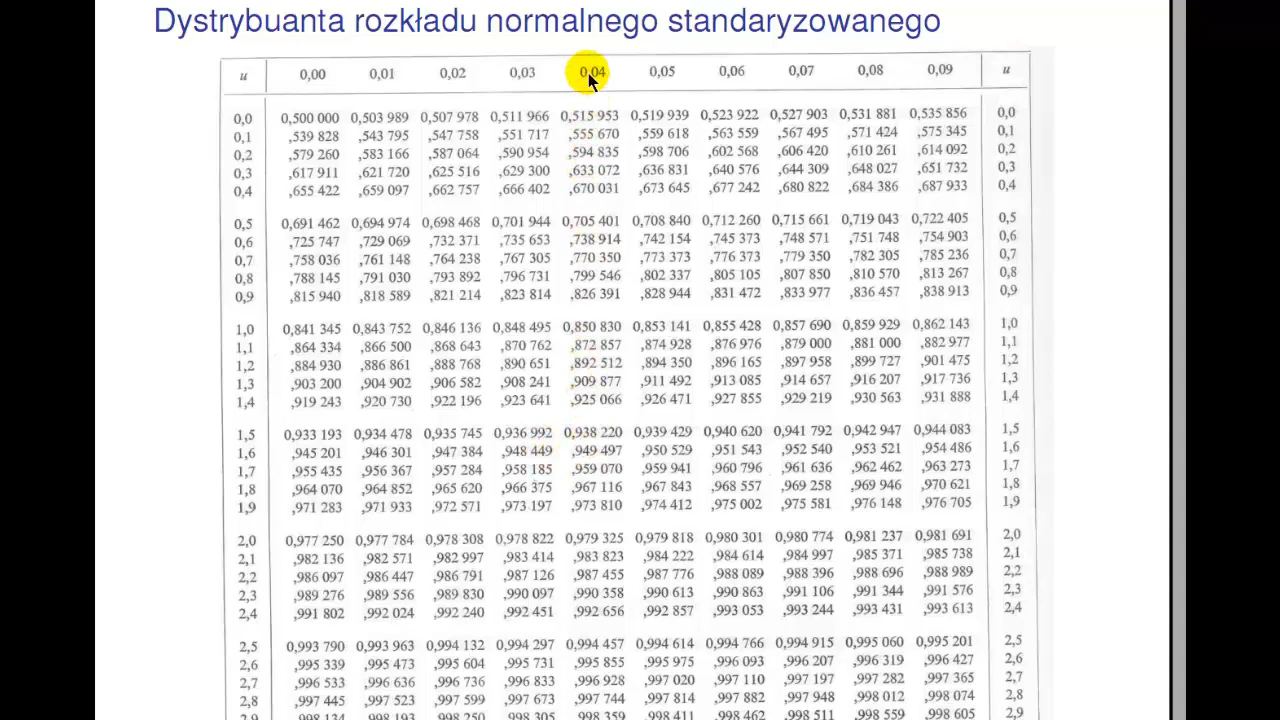 Dystrybuanta rozkładu normalnego standaryzowanego
u 0,00 0,01 0,02 0,03 0,04 0,05 0,06 0,07 0,08 0,09 u
0,0 0,500 000 0,503 989 0,507 978 0,511 966 0,515 953 0,519 939 0,523 922 0,527 903 0,531 881 0,535 856 0,0
0,1 ,539 828 ,543 795 ,547 758 ,551 717 ,555 670 ,559 618 ,563 559 ,567 495 ,571 424 ,575 345 0,1
0,2 ,579 260 ,583 166 ,587 064 ,590 954 ,594 835 ,598 706 ,602 568 ,606 420 ,610 261 ,614 092 0,2
0,3 ,617 911 ,621 720 ,625 516 ,629 300 ,633 072 ,636 831 ,640 576 ,644 309 ,648 027 ,651 732 0,3
0,4 ,655 422 ,659 097 ,662 757 ,666 402 ,670 031 ,673 645 ,677 242 ,680 822 ,684 386 ,687 933 0,4
0,5 0,691 462 0,694 974 0,698 468 0,701 944 0,705 401 0,708 840 0,712 260 0,715 661 0,719 043 0,722 405 0,5
0,6 ,725 747 ,729 069 ,732 371 ,735 653 ,738 914 ,742 154 ,745 373 ,748 571 ,751 748 ,754 903 0,6
0,7 ,758 036 ,761 148 ,764 238 ,767 305 ,770 350 ,773 373 ,776 373 ,779 350 ,782 305 ,785 236 0,7
0,8 ,788 145 ,791 030 ,793 892 ,796 731 ,799 546 ,802 337 ,805 105 ,807 850 ,810 570 ,813 267 0,8
0,9 ,815 940 ,818 589 ,821 214 ,823 814 ,826 391 ,828 944 ,831 472 ,833 977 ,836 457 ,838 913 0,9
1,0 0,841 345 0,843 752 0,846 136 0,848 495 0,850 830 0,853 141 0,855 428 0,857 690 0,859 929 0,862 143 1,0
1,1 ,864 334 ,866 500 ,868 643 ,870 762 ,872 857 ,874 928 ,876 976 ,879 000 ,881 000 ,882 977 1,1
1,2 ,884 930 ,886 861 ,888 768 ,890 651 ,892 512 ,894 350 ,896 165 ,897 958 ,899 727 ,901 475 1,2
1,3 ,903 200 ,904 902 ,906 582 ,908 241 ,909 877 ,911 492 ,913 085 ,914 657 ,916 207 ,917 736 1,3
1,4 ,919 243 ,920 730 ,922 196 ,923 641 ,925 066 ,926 471 ,927 855 ,929 219 ,930 563 ,931 888 1,4
1,5 0,933 193 0,934 478 0,935 745 0,936 992 0,938 220 0,939 429 0,940 620 0,941 792 0,942 947 0,944 083 1,5
1,6 ,945 201 ,946 301 ,947 384 ,948 449 ,949 497 ,950 529 ,951 543 ,952 540 ,953 521 ,954 486 1,6
1,7 ,955 435 ,956 367 ,957 284 ,958 185 ,959 070 ,959 941 ,960 796 ,961 636 ,962 462 ,963 273 1,7
1,8 ,964 070 ,964 852 ,965 620 ,966 375 ,967 116 ,967 843 ,968 557 ,969 258 ,969 946 ,970 621 1,8
1,9 ,971 283 ,971 933 ,972 571 ,973 197 ,973 810 ,974 412 ,975 002 ,975 581 ,976 148 ,976 705 1,9
2,0 0,977 250 0,977 784 0,978 308 0,978 822 0,979 325 0,979 818 0,980 301 0,980 774 0,981 237 0,981 691 2,0
2,1 ,982 136 ,982 571 ,982 997 ,983 414 ,983 823 ,984 222 ,984 614 ,984 997 ,985 371 ,985 738 2,1
2,2 ,986 097 ,986 447 ,986 791 ,987 126 ,987 455 ,987 776 ,988 089 ,988 396 ,988 696 ,988 989 2,2
2,3 ,989 276 ,989 556 ,989 830 ,990 097 ,990 358 ,990 613 ,990 863 ,991 106 ,991 344 ,991 576 2,3
2,4 ,991 802 ,992 024 ,992 240 ,992 451 ,992 656 ,992 857 ,993 053 ,993 244 ,993 431 ,993 613 2,4
2,5 0,993 790 0,993 963 0,994 132 0,994 297 0,994 457 0,994 614 0,994 766 0,994 915 0,995 060 0,995 201 2,5
2,6 ,995 339 ,995 473 ,995 604 ,995 731 ,995 855 ,995 975 ,996 093 ,996 207 ,996 319 ,996 427 2,6
2,7 ,996 533 ,996 636 ,996 736 ,996 833 ,996 928 ,997 020 ,997 110 ,997 197 ,997 282 ,997 365 2,7
2,8 ,997 445 ,997 523 ,997 599 ,997 673 ,997 744 ,997 814 ,997 882 ,997 948 ,998 012 ,998 074 2,8
2,9 ,998 134 ,998 193 ,998 250 ,998 305 ,998 359 ,998 411 ,998 462 ,998 511 ,998 559 ,998 605 2,9